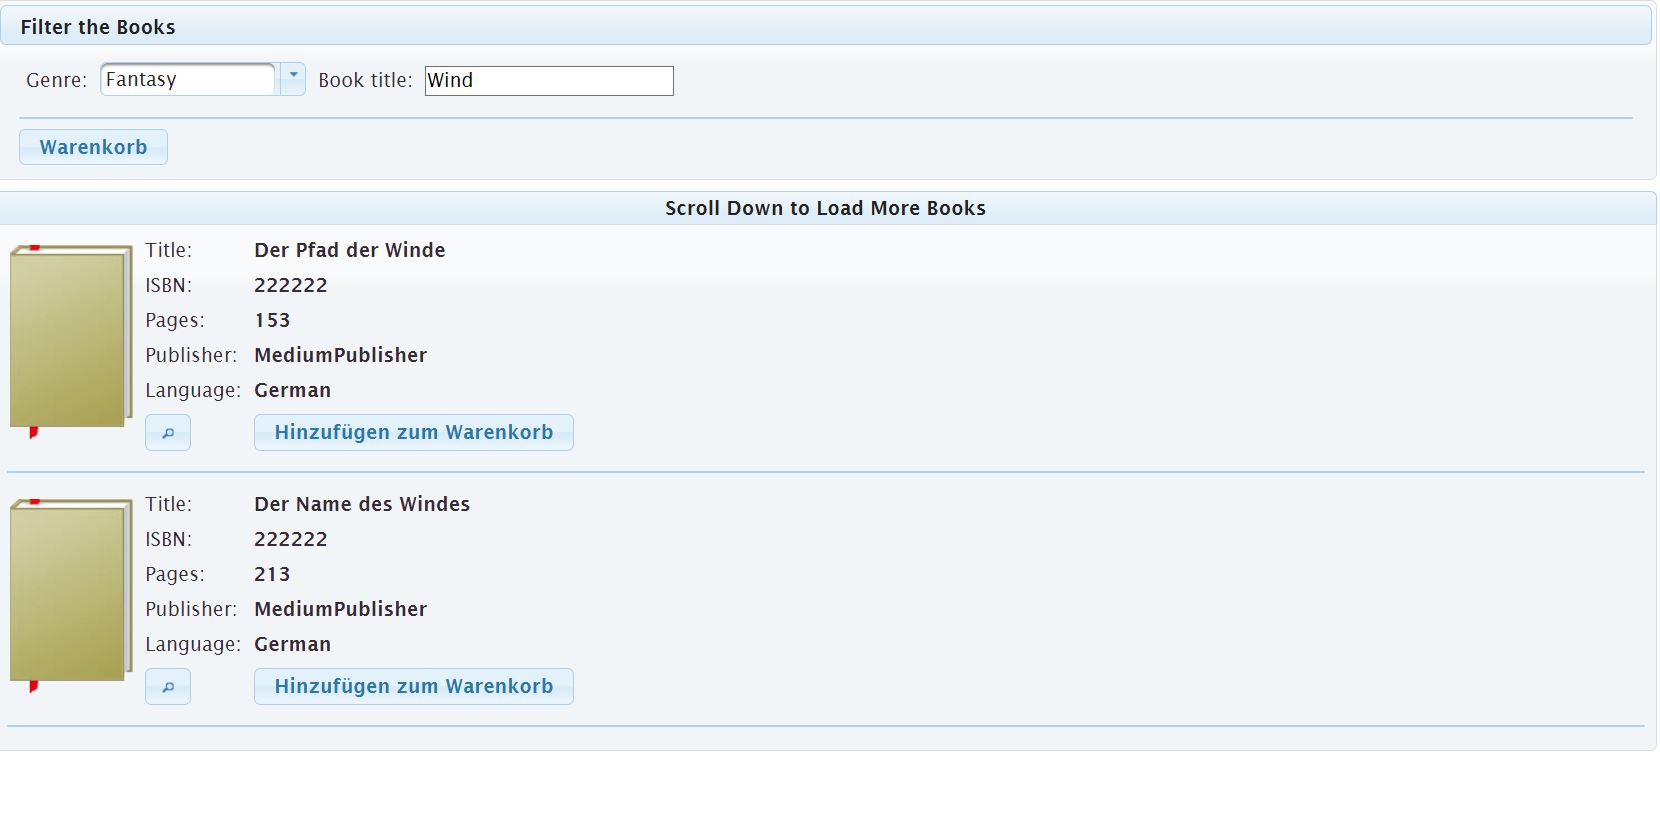 Filter the Books
Genre: Fantasy Book title: Wind
Warenkorb
Scroll Down to Load More Books
Title: Der Pfad der Winde
ISBN: 222222
Pages: 153
Publisher: MediumPublisher
Language: German
Hinzufügen zum Warenkorb
Title: Der Name des Windes
ISBN: 222222
Pages: 213
Publisher: MediumPublisher
Language: German
Hinzufügen zum Warenkorb